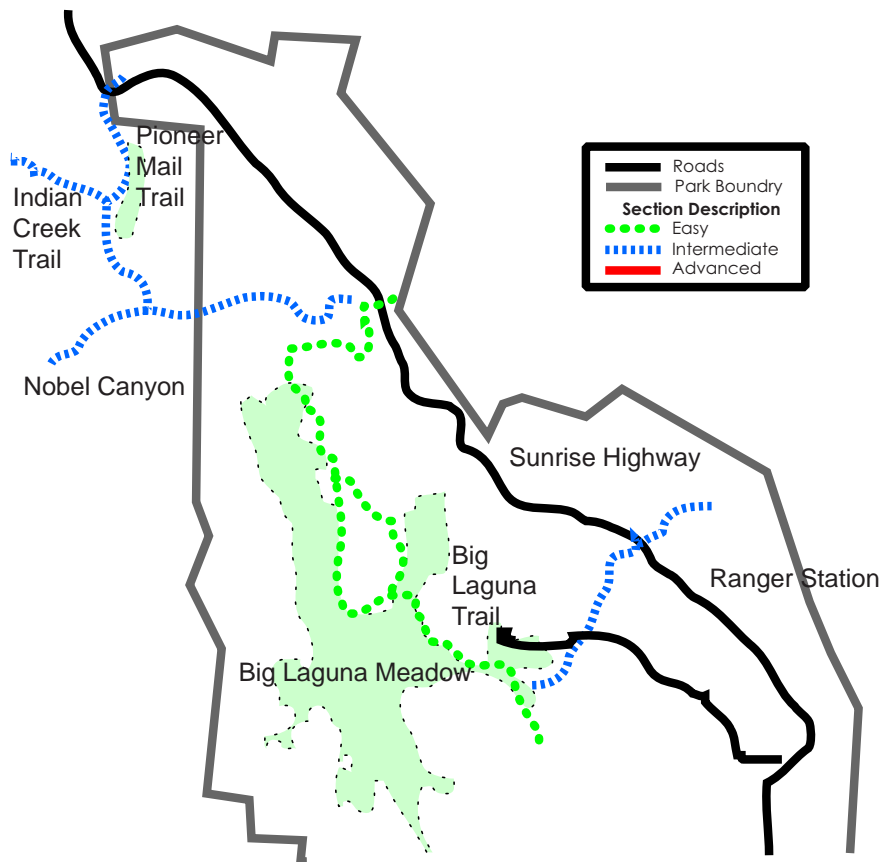 Pioneer
Mail
Trail
Indian
Creek
Trail
Nobel Canyon
Roads
Park Boundry
Section Description
Easy
Intermediate
Advanced
Sunrise Highway
Big
Laguna
Trail
Ranger Station
Big Laguna Meadow